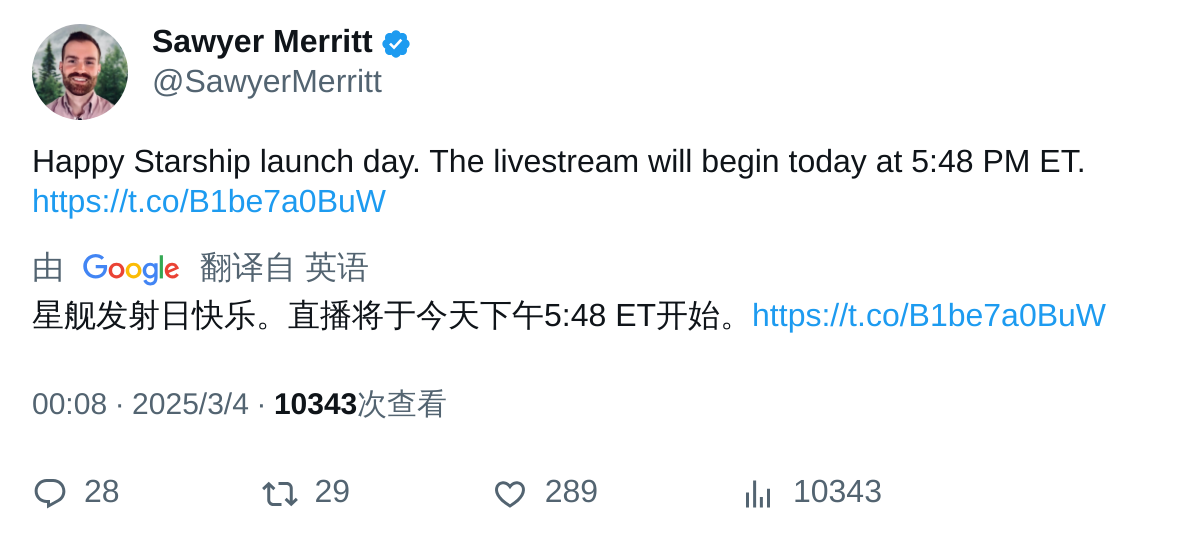 Sawyer Merritt
@SawyerMerritt
Happy Starship launch day. The livestream will begin today at 5:48 PM ET.
https://t.co/B1be7a0BuW
由 Google 翻译自 英语
星舰发射日快乐。直播将于今天下午5:48 ET开始。https://t.co/B1be7a0BuW
00:08 · 2025/3/4 · 10343次查看
28 29 289 10343